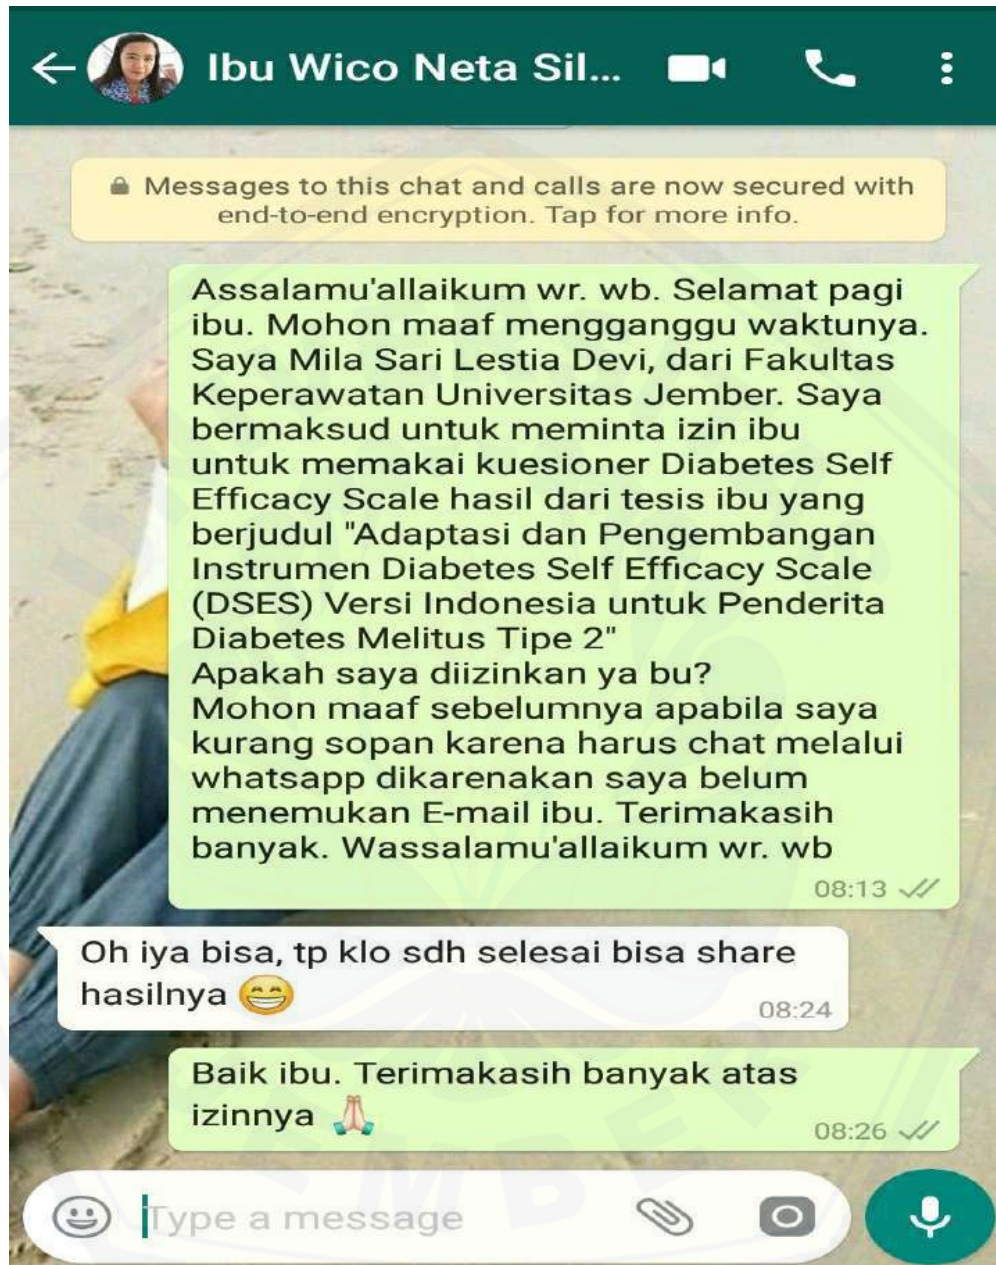 Ibu Wico Neta Sil...
Messages to this chat and calls are now secured with
end-to-end encryption. Tap for more info.
Assalamu'allaikum wr. wb. Selamat pagi
ibu. Mohon maaf mengganggu waktunya.
Saya Mila Sari Lestia Devi, dari Fakultas
Keperawatan Universitas Jember. Saya
bermaksud untuk meminta izin ibu
untuk memakai kuesioner Diabetes Self
Efficacy Scale hasil dari tesis ibu yang
berjudul "Adaptasi dan Pengembangan
Instrumen Diabetes Self Efficacy Scale
(DSES) Versi Indonesia untuk Penderita
Diabetes Melitus Tipe 2"
Apakah saya diizinkan ya bu?
Mohon maaf sebelumnya apabila saya
kurang sopan karena harus chat melalui
whatsapp dikarenakan saya belum
menemukan E-mail ibu. Terimakasih
banyak. Wassalamu'allaikum wr. wb
08:13
Oh iya bisa, tp klo sdh selesai bisa share
hasilnya 😁
08:24
Baik ibu. Terimakasih banyak atas
izinnya 🙏
08:26
Type a message